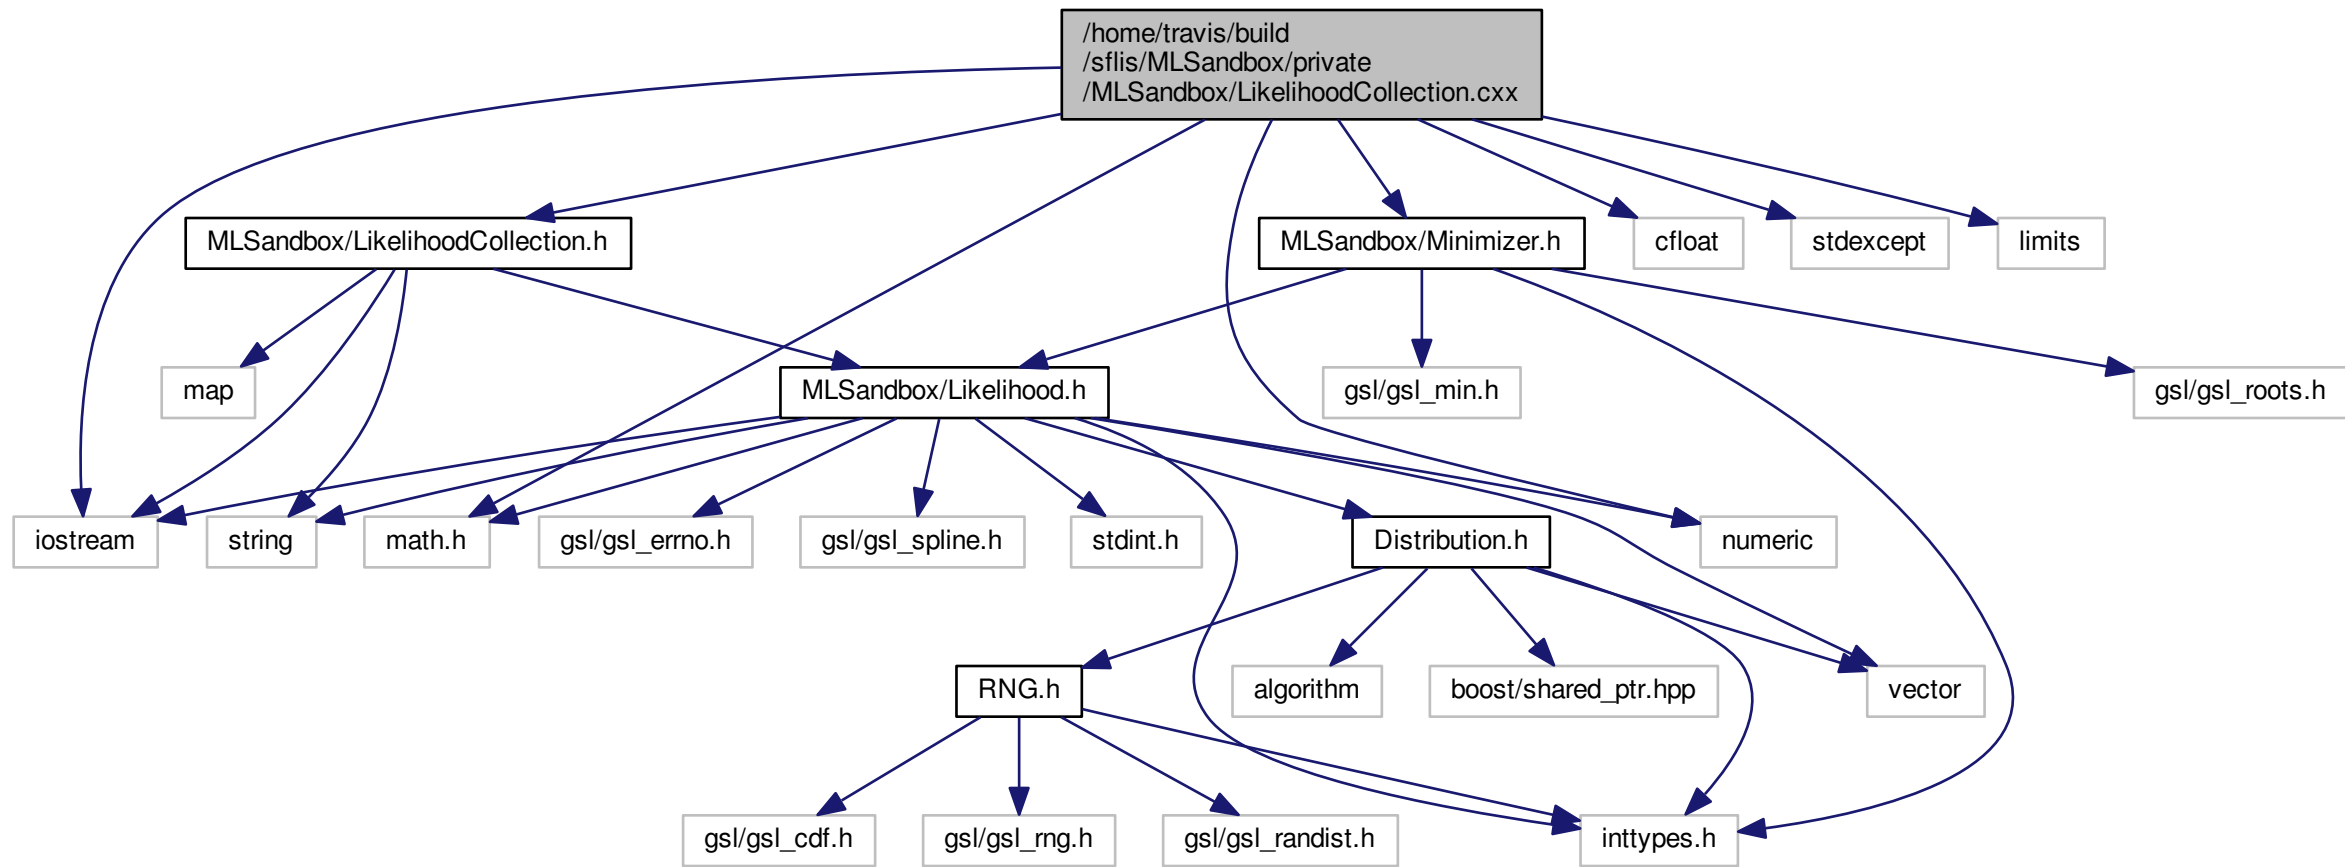 /home/travis/build
/sflis/MLSandbox/private
/MLSandbox/LikelihoodCollection.cxx
MLSandbox/LikelihoodCollection.h
MLSandbox/Minimizer.h
cfloat
stdexcept
limits
map
MLSandbox/Likelihood.h
gsl/gsl_min.h
gsl/gsl_roots.h
iostream
string
math.h
gsl/gsl_errno.h
gsl/gsl_spline.h
stdint.h
Distribution.h
numeric
RNG.h
algorithm
boost/shared_ptr.hpp
vector
gsl/gsl_cdf.h
gsl/gsl_rng.h
gsl/gsl_randist.h
inttypes.h